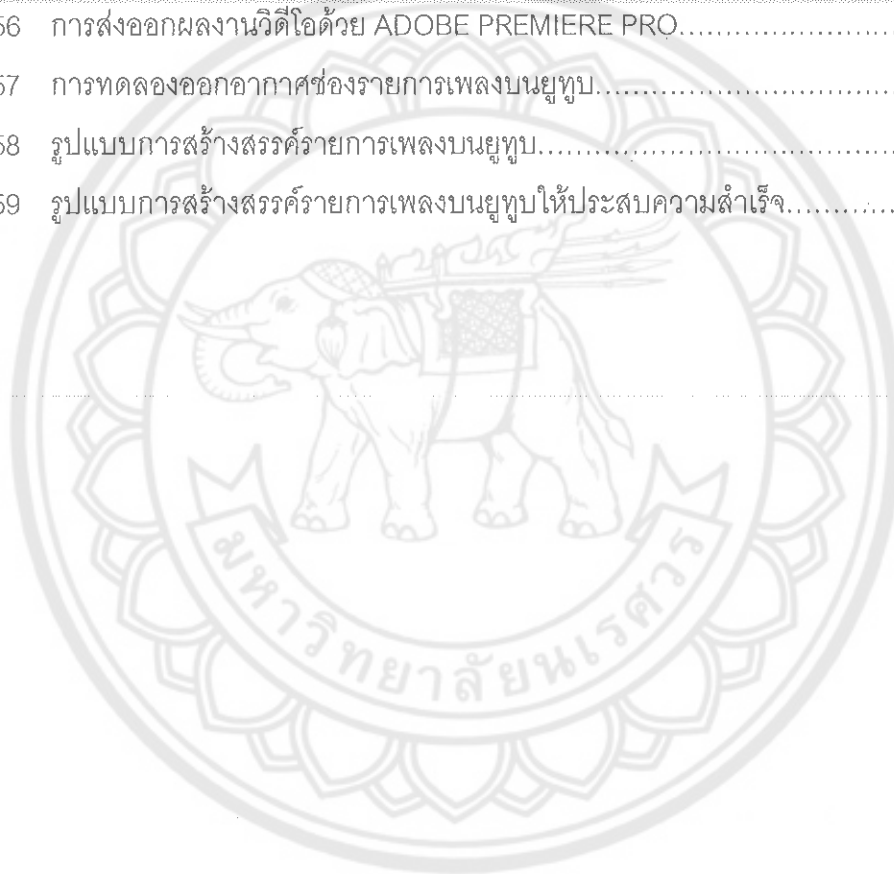 56 การส่งออกผลงานวิดีโอด้วย ADOBE PREMIERE PRO
57 การทดลองออกอากาศช่องรายการเพลงบนยูทูบ
58 รูปแบบการสร้างสรรค์รายการเพลงบนยูทูบ
59 รูปแบบการสร้างสรรค์รายการเพลงบนยูทูบให้ประสบความสำเร็จ
มหาวิทยาลัยนเรศวร